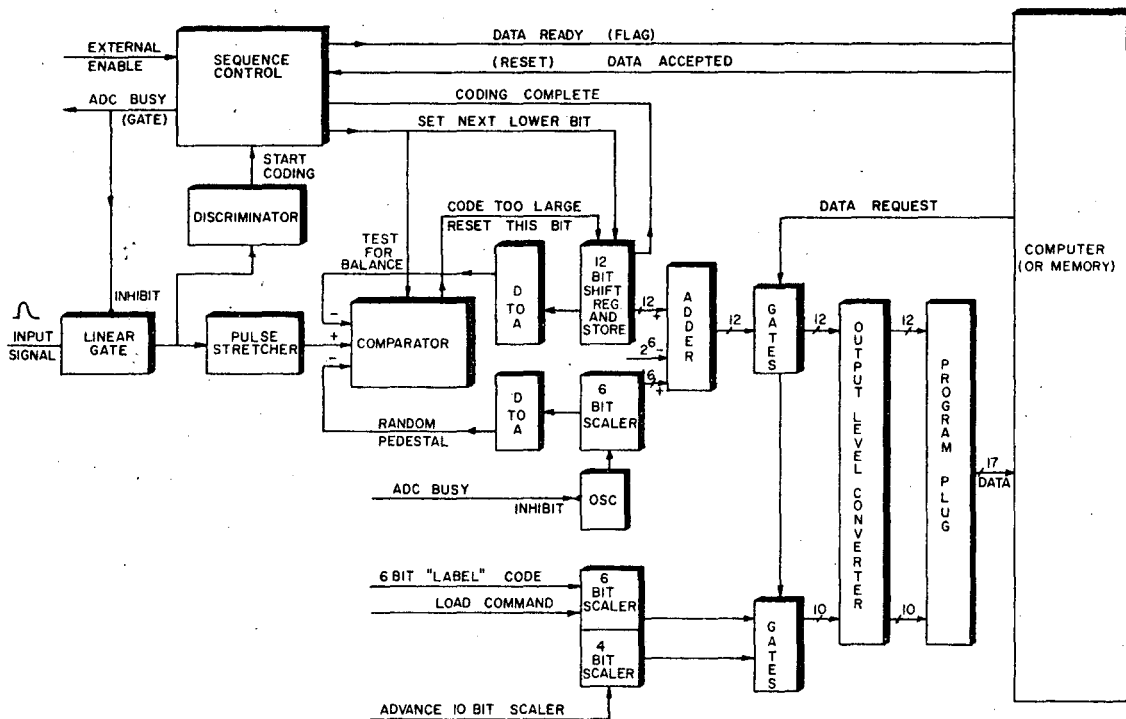 EXTERNAL
ENABLE
ADC BUSY
(GATE)
SEQUENCE
CONTROL
DATA READY (FLAG)
(RESET) DATA ACCEPTED
CODING COMPLETE
SET NEXT LOWER BIT
START
CODING
DISCRIMINATOR
CODE TOO LARGE
RESET THIS BIT
TEST
FOR
BALANCE
DATA REQUEST
COMPUTER
(OR MEMORY)
INHIBIT
INPUT
SIGNAL
LINEAR
GATE
PULSE
STRETCHER
-
+
-
COMPARATOR
D
TO
A
12
BIT
SHIFT
REG.
AND
STORE
12
+
2^6 -
16
+
ADDER
12
GATES
12
OUTPUT LEVEL CONVERTER
12
PROGRAM PLUG
17
DATA
RANDOM
PEDESTAL
D
TO
A
6
BIT
SCALER
ADC BUSY
INHIBIT
OSC
6 BIT "LABEL" CODE
LOAD COMMAND
6
BIT
SCALER
4
BIT
SCALER
GATES
10
10
ADVANCE 10 BIT SCALER